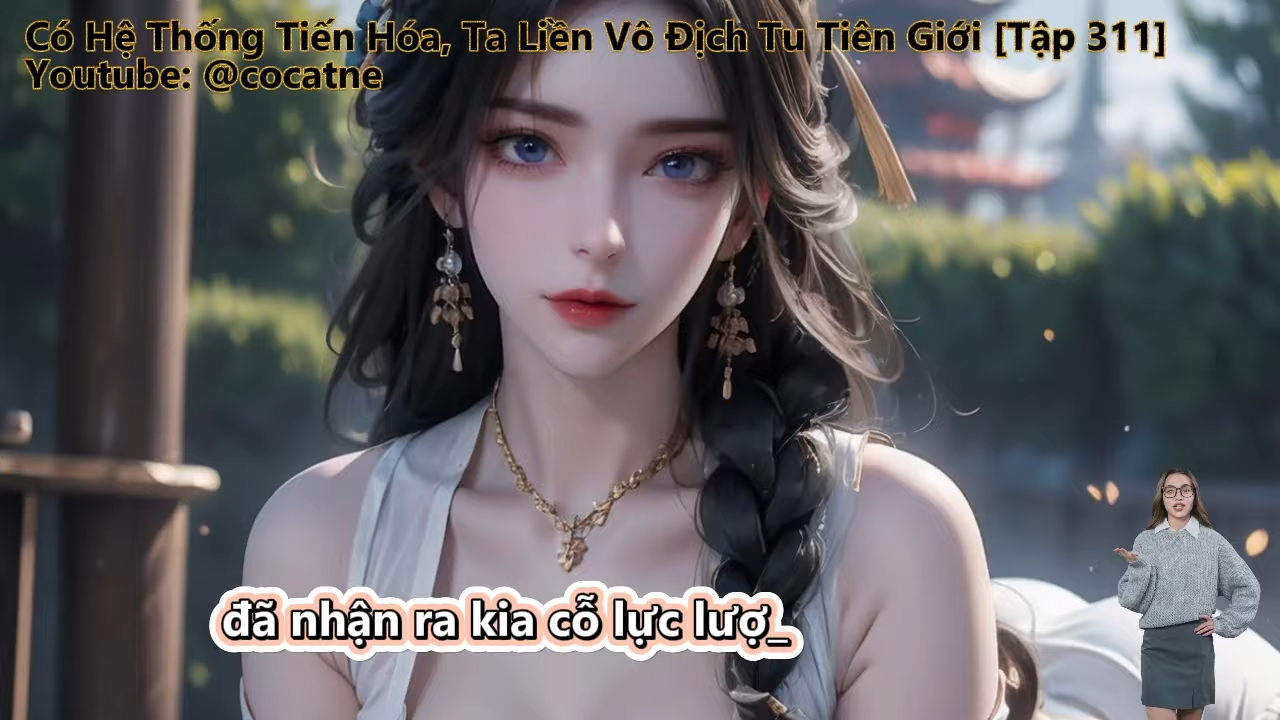 Có Hệ Thống Tiến Hóa, Ta Liền Vô Địch Tu Tiên Giới [Tập 311]
Youtube: @cocatne
đã nhận ra kia cỗ lực lượ_